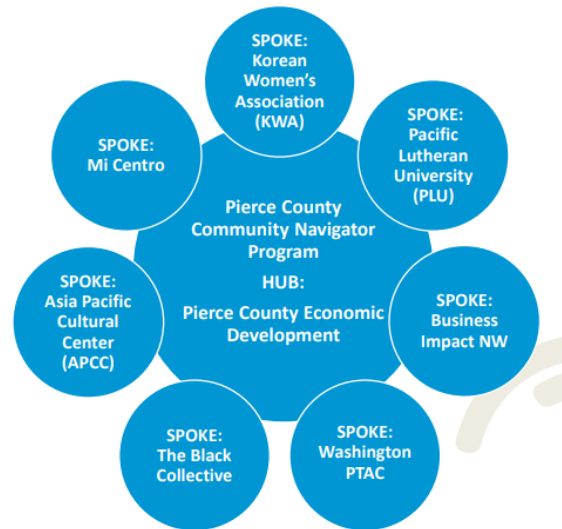 SPOKE:
Korean
Women's
Association
(KWA)
SPOKE:
Pacific
Lutheran
University
(PLU)
SPOKE:
Mi Centro
Pierce County
Community Navigator
Program
HUB:
Pierce County Economic
Development
SPOKE:
Asia Pacific
Cultural
Center
(APCC)
SPOKE:
Business
Impact NW
SPOKE:
The Black
Collective
SPOKE:
Washington
PTAC